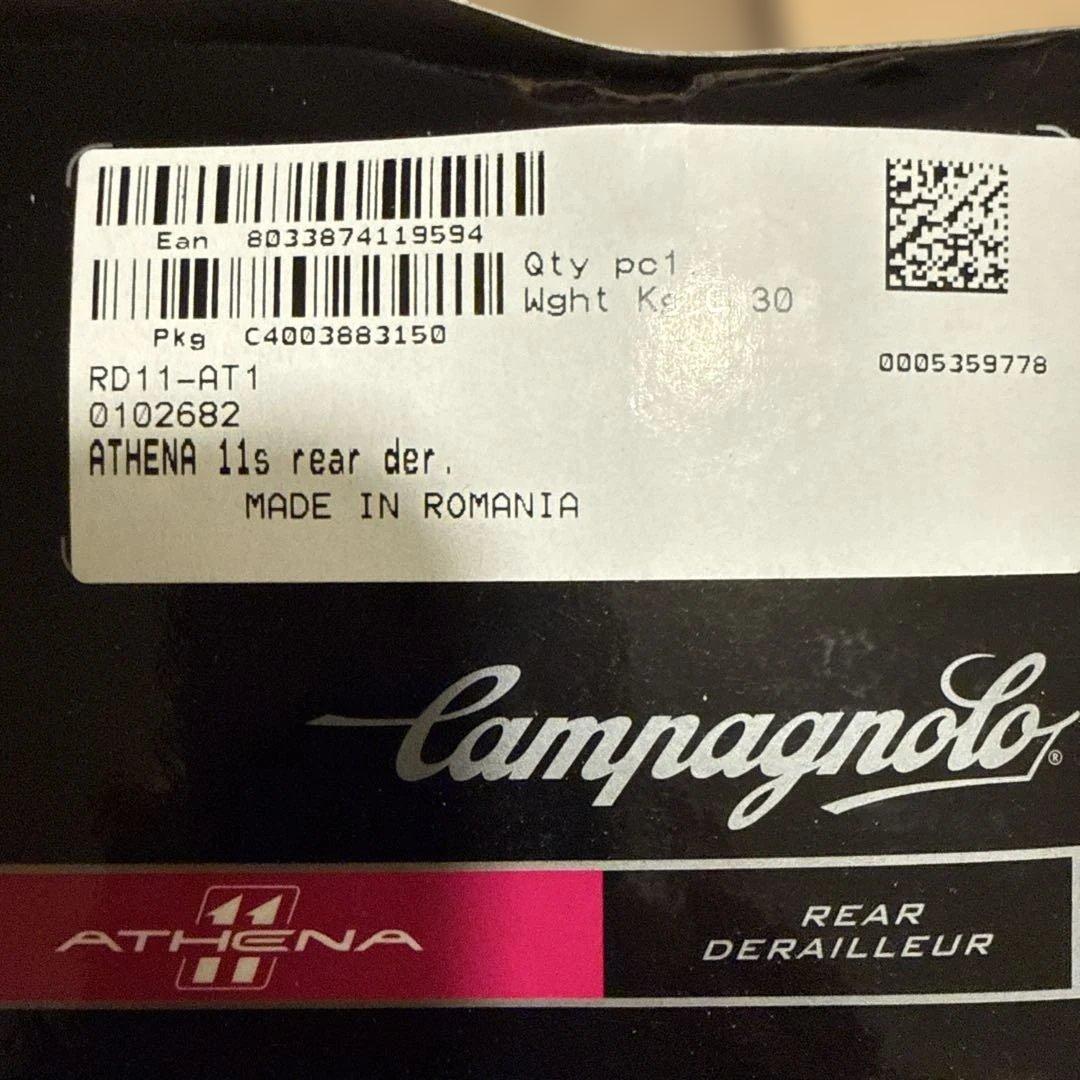 Ean 8033874119594
Qty pc1
Pkg C4003883150
Wght 30
0005359778
RD11-AT1
0102682
ATHENA 11s rear der.
MADE IN ROMANIA
Campagnolo®
11
ATHENA
REAR
DERAILLEUR